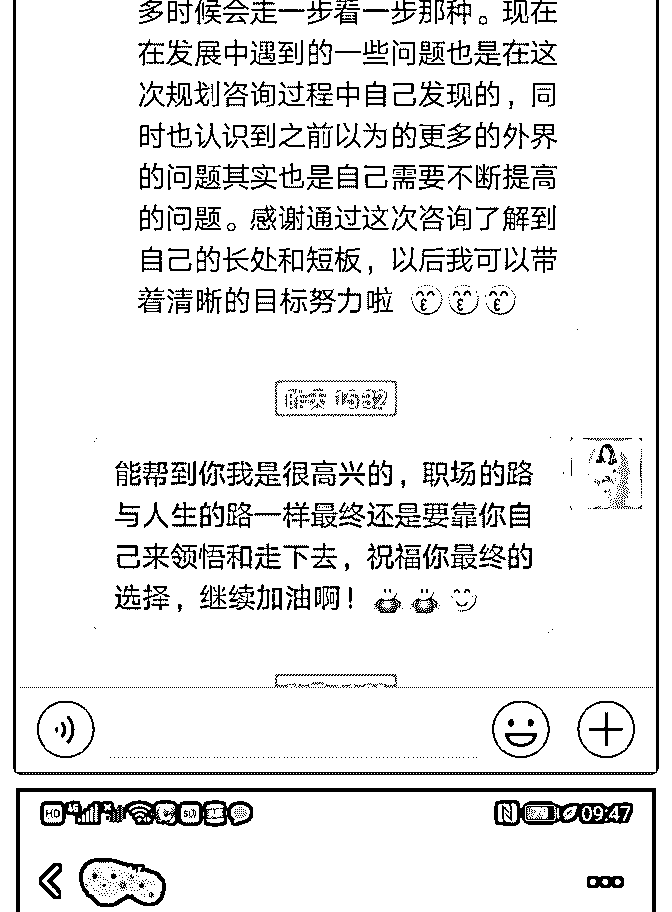 多时候会走一步看一步那种。现在
在发展中遇到的一些问题也是在这
次规划咨询过程中自己发现的，同
时也认识到之前以为的更多的外界
的问题其实也是自己需要不断提高
的问题。感谢通过这次咨询了解到
自己的长处和短板，以后我可以带
着清晰的目标努力啦
昨天 16:32
能帮到你我是很高兴的，职场的路
与人生的路一样最终还是要靠你自
己来领悟和走下去，祝福你最终的
选择，继续加油啊！
HD 4G 09:47